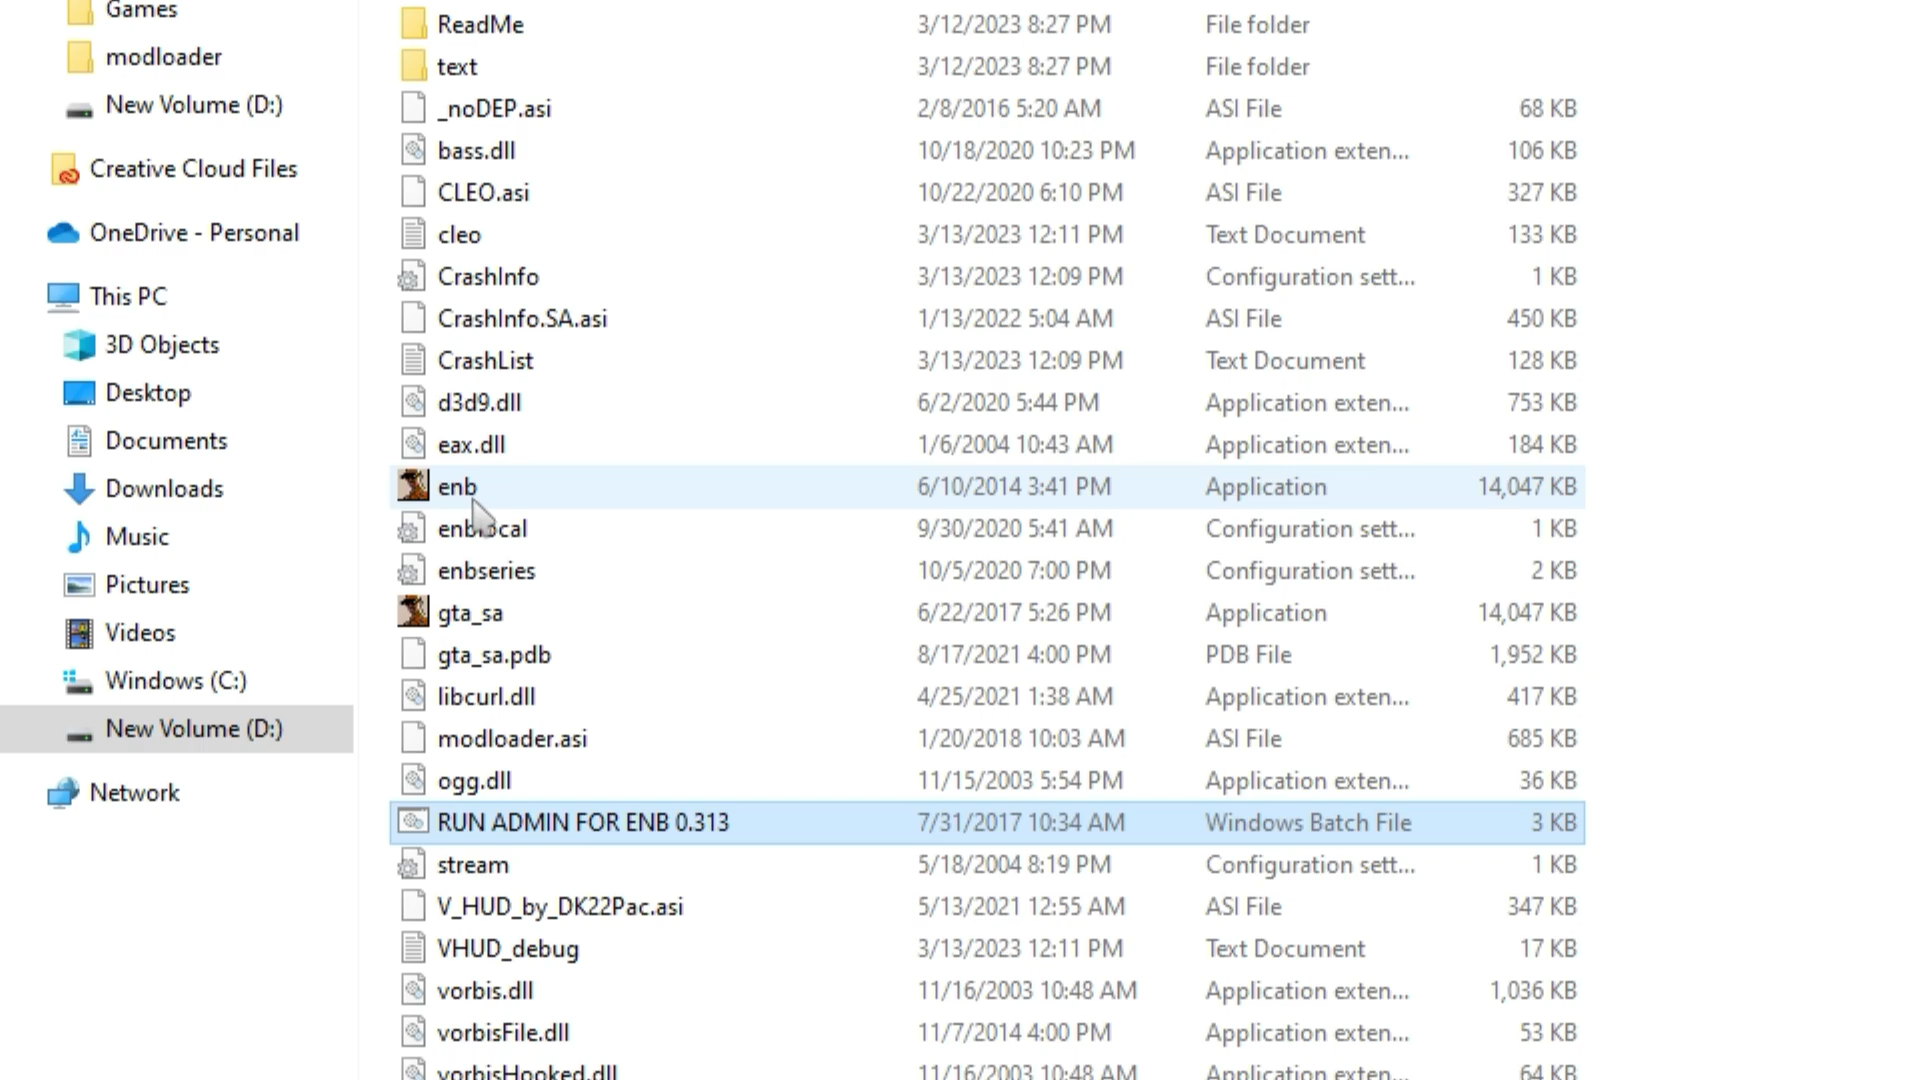 Games
modloader
New Volume (D:)
Creative Cloud Files
OneDrive - Personal
This PC
3D Objects
Desktop
Documents
Downloads
Music
Pictures
Videos
Windows (C:)
New Volume (D:)
Network
ReadMe 3/12/2023 8:27 PM File folder
text 3/12/2023 8:27 PM File folder
_noDEP.asi 2/8/2016 5:20 AM ASI File 68 KB
bass.dll 10/18/2020 10:23 PM Application exten... 106 KB
CLEO.asi 10/22/2020 6:10 PM ASI File 327 KB
cleo 3/13/2023 12:11 PM Text Document 133 KB
CrashInfo 3/13/2023 12:09 PM Configuration sett... 1 KB
CrashInfo.SA.asi 1/13/2022 5:04 AM ASI File 450 KB
CrashList 3/13/2023 12:09 PM Text Document 128 KB
d3d9.dll 6/2/2020 5:44 PM Application exten... 753 KB
eax.dll 1/6/2004 10:43 AM Application exten... 184 KB
enb 6/10/2014 3:41 PM Application 14,047 KB
enblocal 9/30/2020 5:41 AM Configuration sett... 1 KB
enbseries 10/5/2020 7:00 PM Configuration sett... 2 KB
gta_sa 6/22/2017 5:26 PM Application 14,047 KB
gta_sa.pdb 8/17/2021 4:00 PM PDB File 1,952 KB
libcurl.dll 4/25/2021 1:38 AM Application exten... 417 KB
modloader.asi 1/20/2018 10:03 AM ASI File 685 KB
ogg.dll 11/15/2003 5:54 PM Application exten... 36 KB
RUN ADMIN FOR ENB 0.313 7/31/2017 10:34 AM Windows Batch File 3 KB
stream 5/18/2004 8:19 PM Configuration sett... 1 KB
V_HUD_by_DK22Pac.asi 5/13/2021 12:55 AM ASI File 347 KB
VHUD_debug 3/13/2023 12:11 PM Text Document 17 KB
vorbis.dll 11/16/2003 10:48 AM Application exten... 1,036 KB
vorbisFile.dll 11/7/2014 4:00 PM Application exten... 53 KB
vorbisHooked.dll 11/16/2003 10:48 AM Application exten... 64 KB